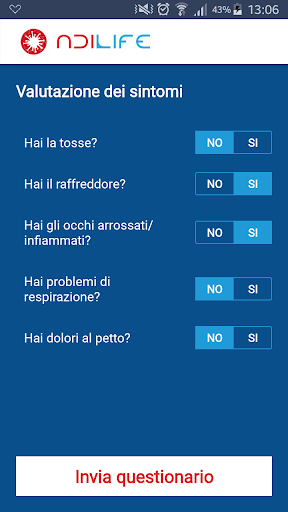 43% 13:06
NDILIFE
Valutazione dei sintomi
Hai la tosse? NO SI
Hai il raffreddore? NO SI
Hai gli occhi arrossati/
infiammati? NO SI
Hai problemi di
respirazione? NO SI
Hai dolori al petto? NO SI
Invia questionario